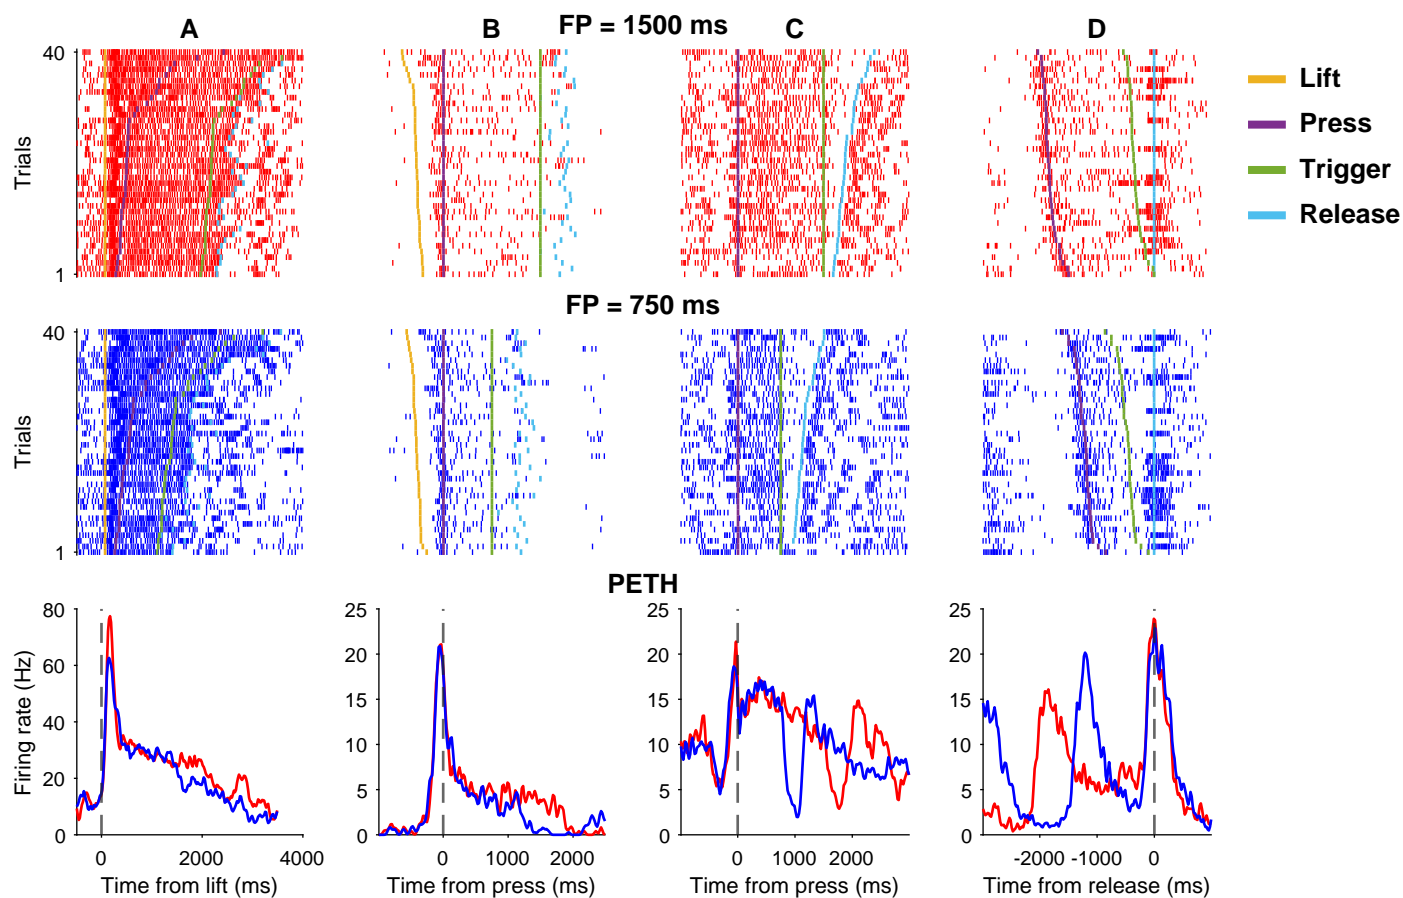 FP = 1500 ms
A
B
C
D
40
Trials
1
Lift
Press
Trigger
Release
FP = 750 ms
40
Trials
1
PETH
80
60
40
20
0
Firing rate (Hz)
0
2000
4000
Time from lift (ms)
25
20
15
10
5
0
0
1000
2000
Time from press (ms)
25
20
15
10
5
0
0
1000
2000
Time from press (ms)
25
20
15
10
5
0
-2000
-1000
0
Time from release (ms)